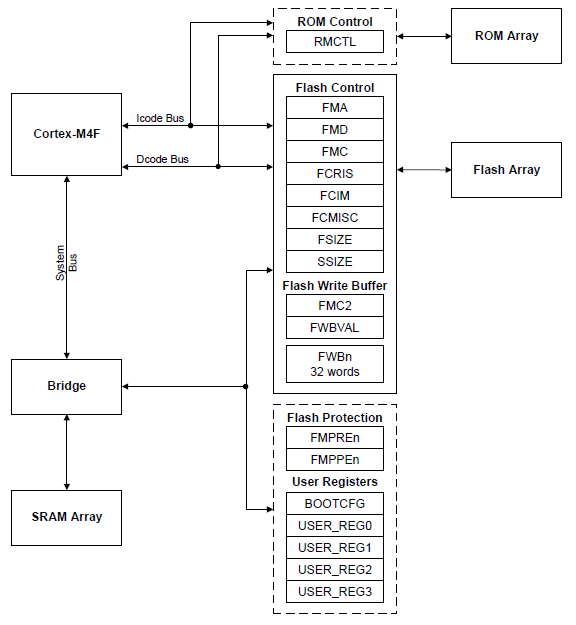 ROM Control
RMCTL
ROM Array
Flash Control
FMA
FMD
FMC
FCRIS
FCIM
FCMISC
FSIZE
SSIZE
Flash Write Buffer
FMC2
FWBVAL
FWBn
32 words
Flash Array
Cortex-M4F
Icode Bus
Dcode Bus
System
Bus
Bridge
SRAM Array
Flash Protection
FMPREn
FMPPEn
User Registers
BOOTCFG
USER_REG0
USER_REG1
USER_REG2
USER_REG3